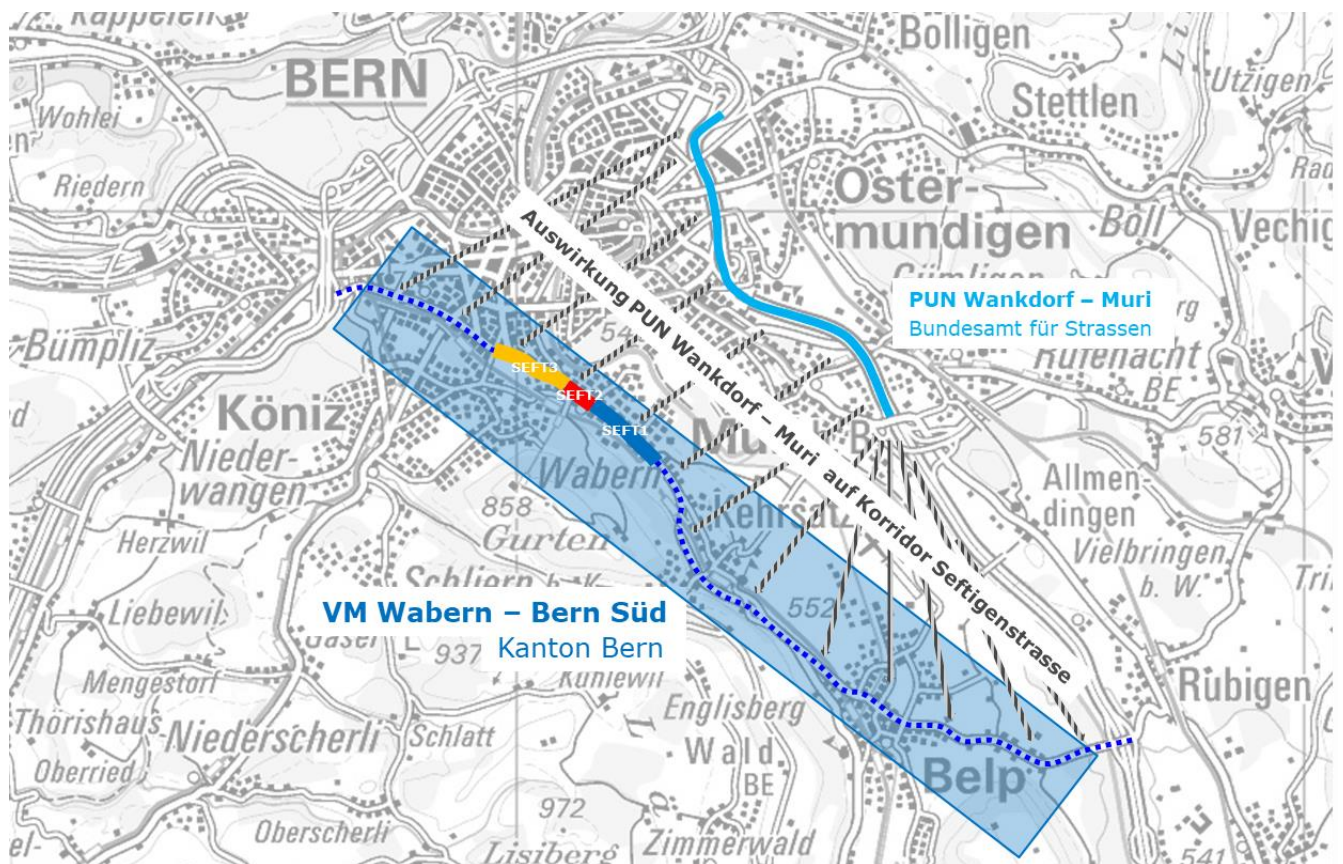 Bolligen
Utzigen
BERN
Stettlen
Wohlei
Riedern
Oster-
mundigen
Boll
Vechig
Gümligen
PUN Wankdorf – Muri
Bundesamt für Strassen
Rüfenacht
BE
Auswirkung PUN Wankdorf – Muri auf Korridor Seftigenstrasse
Bümpliz
SEFT3
SEFT2
SEFT1
Köniz
Nieder-
wangen
Wabern
Kehrsatz
581
Allmen-
dingen
858
Gurten
Herzwil
Vielbringen
b. W.
Schliern b. K
552
Liebewil
VM Wabern – Bern Süd
Kanton Bern
937
Kühlewil
Mengestorf
Rubigen
Englisberg
Thörishaus
Niederscherli
Schlatt
Wald
BE
Oberried
Belp
972
Oberscherli
Zimmerwald
Lisiberg
541